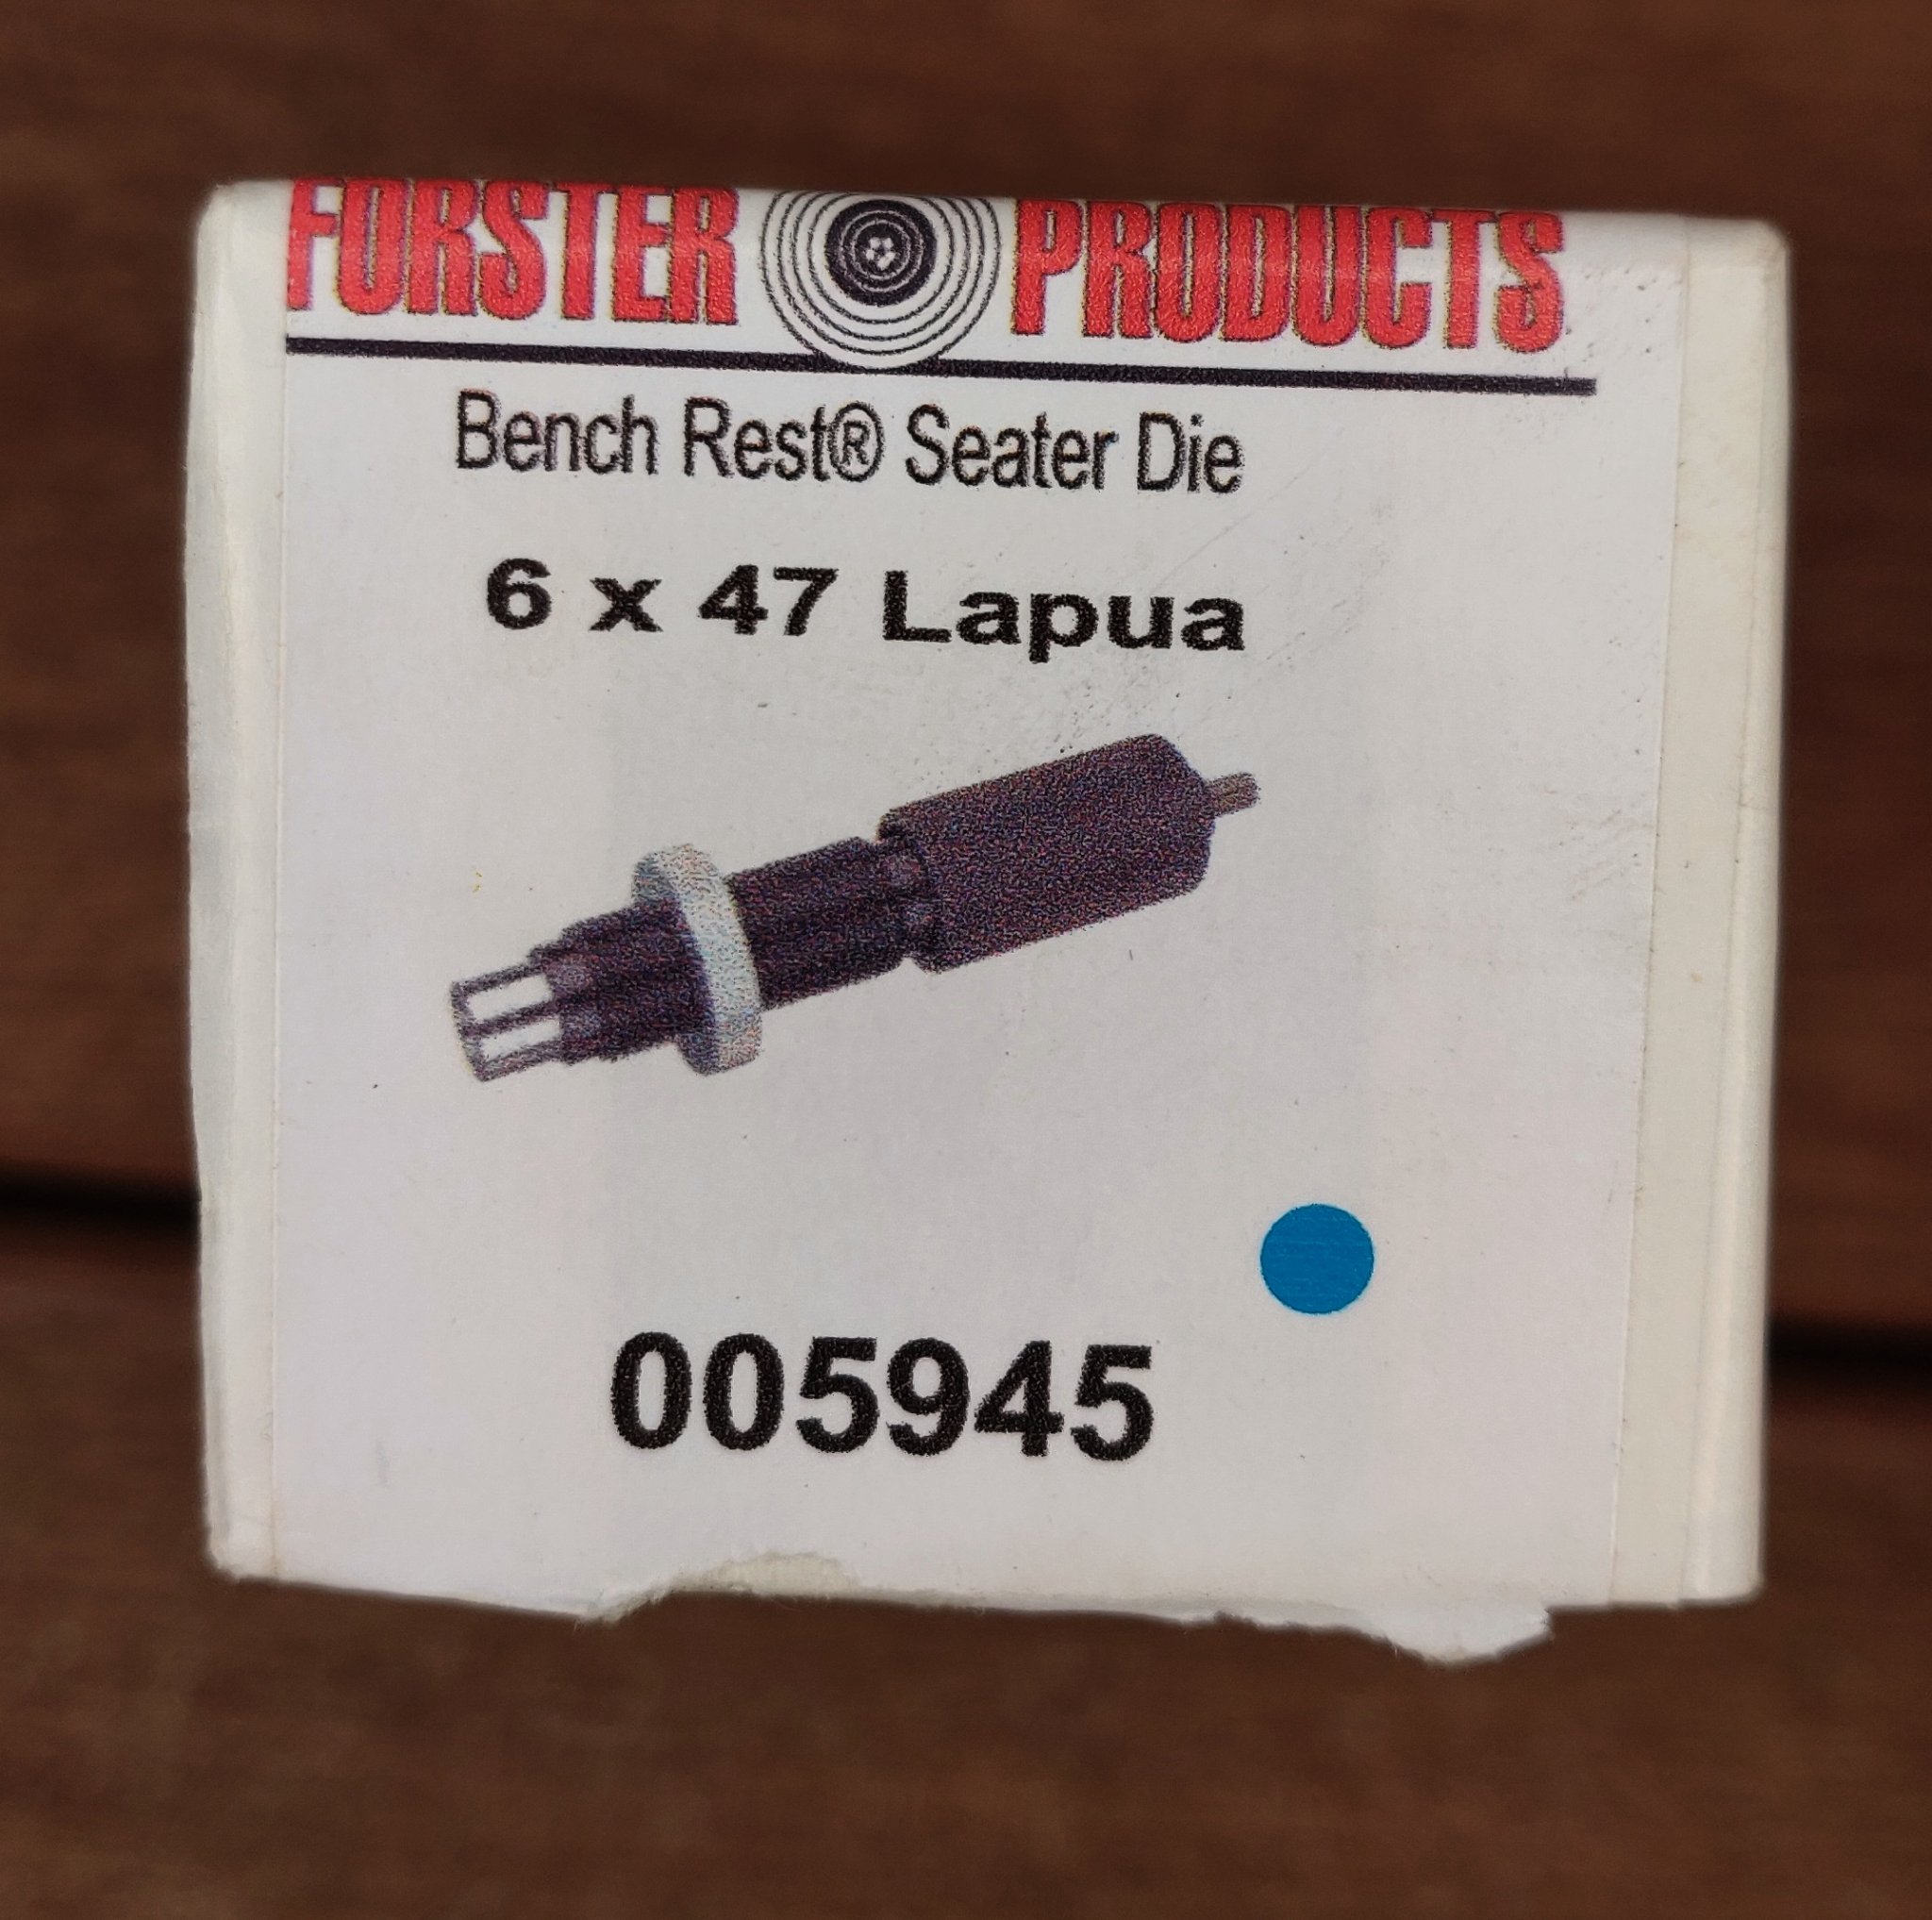 FORSTER PRODUCTS
Bench Rest® Seater Die
6 x 47 Lapua
005945